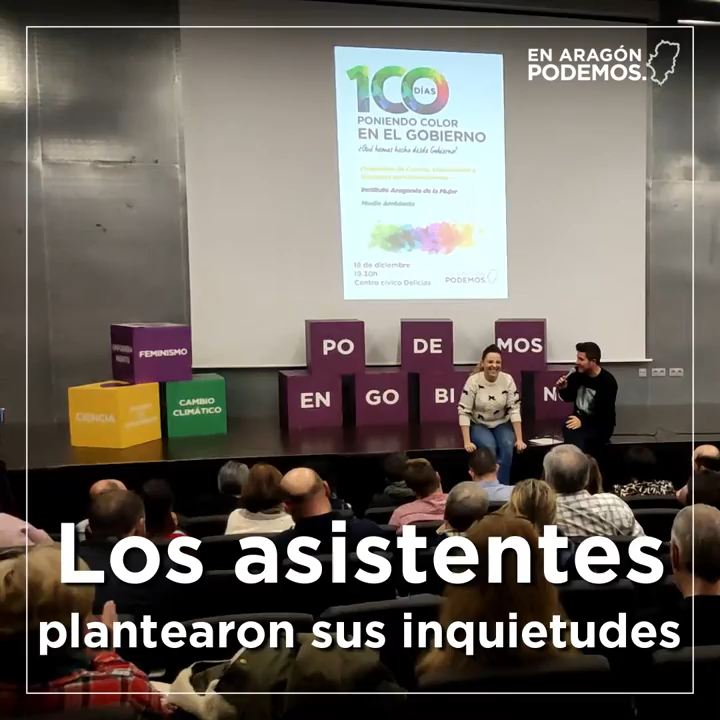 EN ARAGÓN
PODEMOS.
100
DÍAS
PONIENDO COLOR
EN EL GOBIERNO
¿Qué hemos hecho desde Gobierno?
Instituto Aragonés de la Mujer
Medio Ambiente
18 de diciembre
19.30h
Centro cívico Delicias
PODEMOS.
FEMINISMO
CIENCIA
CAMBIO
CLIMÁTICO
PO DE MOS
EN GO BI N
Los asistentes
plantearon sus inquietudes